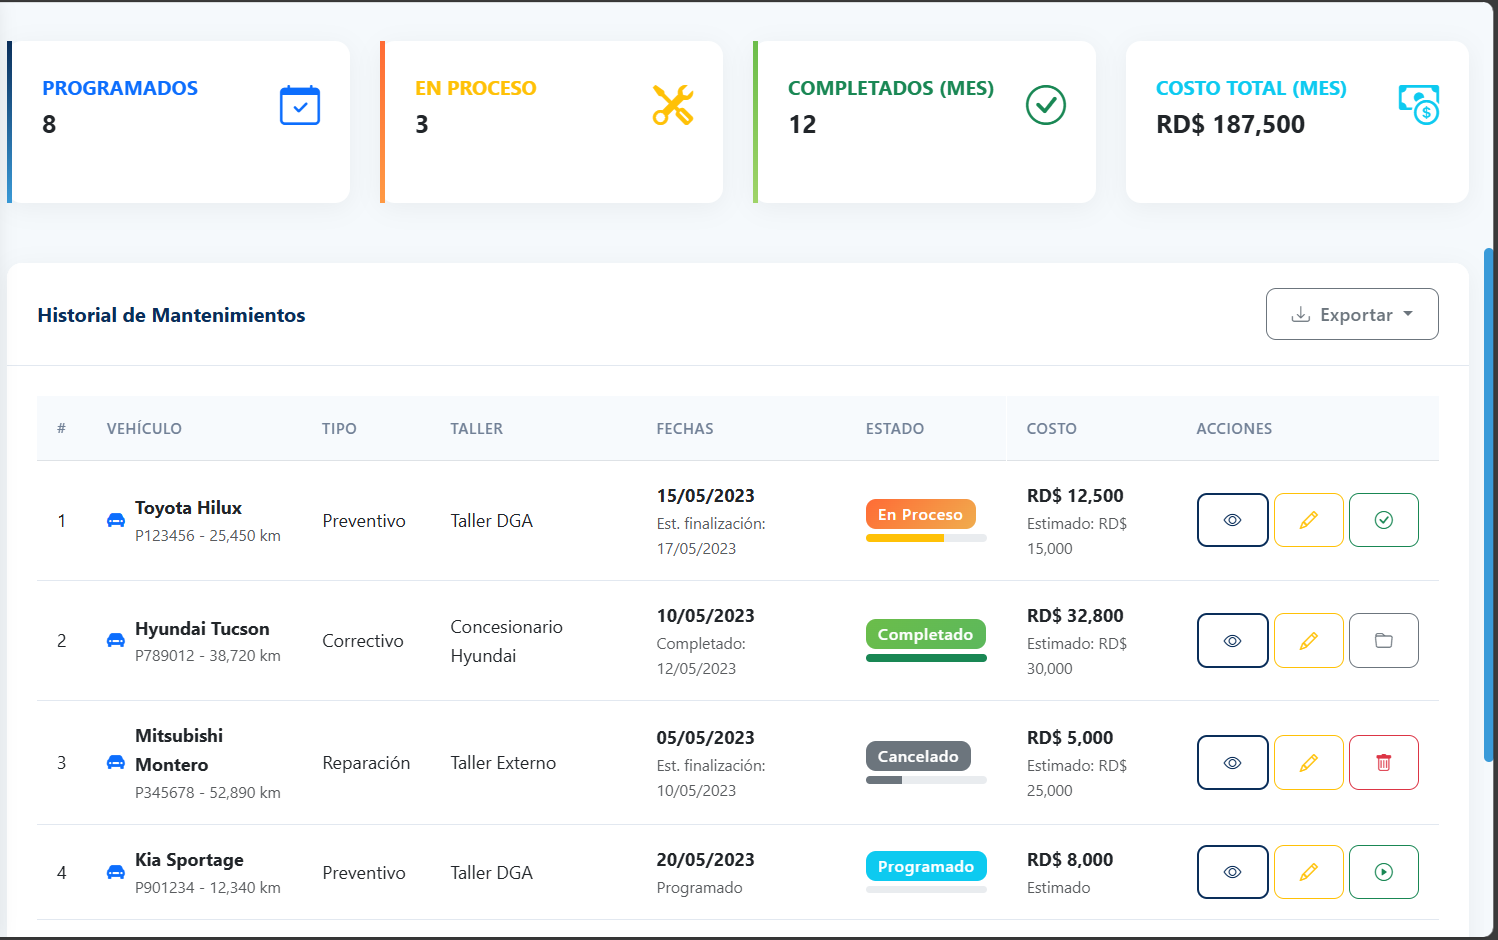 PROGRAMADOS
8
EN PROCESO
3
COMPLETADOS (MES)
12
COSTO TOTAL (MES)
RD$ 187,500
Historial de Mantenimientos
Exportar
# VEHÍCULO TIPO TALLER FECHAS ESTADO COSTO ACCIONES
1
Toyota Hilux
P123456 - 25,450 km
Preventivo
Taller DGA
15/05/2023
Est. finalización:
17/05/2023
En Proceso
RD$ 12,500
Estimado: RD$
15,000
2
Hyundai Tucson
P789012 - 38,720 km
Correctivo
Concesionario
Hyundai
10/05/2023
Completado:
12/05/2023
Completado
RD$ 32,800
Estimado: RD$
30,000
3
Mitsubishi
Montero
P345678 - 52,890 km
Reparación
Taller Externo
05/05/2023
Est. finalización:
10/05/2023
Cancelado
RD$ 5,000
Estimado: RD$
25,000
4
Kia Sportage
P901234 - 12,340 km
Preventivo
Taller DGA
20/05/2023
Programado
Programado
RD$ 8,000
Estimado